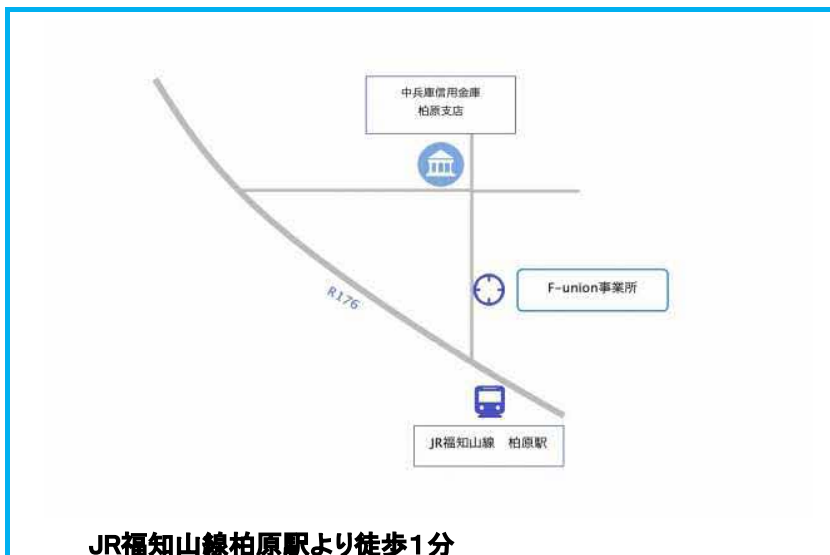 中兵庫信用金庫
柏原支店
F-union事業所
R176
JR福知山線　柏原駅
JR福知山線柏原駅より徒歩１分